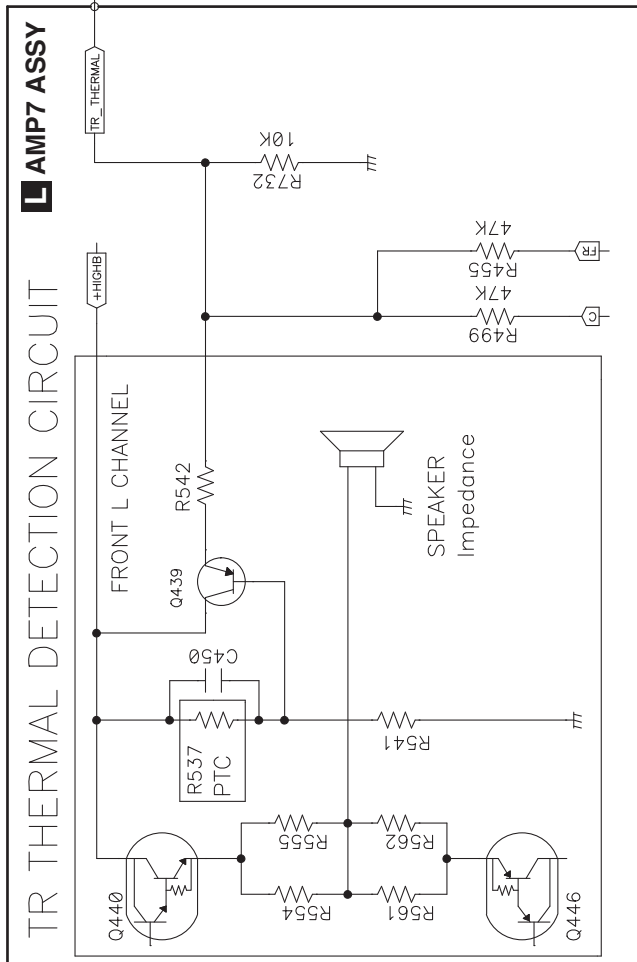 L AMP7 ASSY
TR THERMAL DETECTION CIRCUIT
TR_THERMAL
+HIGHB
10K
R732
47K
R455
FR
47K
R499
C
FRONT L CHANNEL
R542
Q439
C450
R537
PTC
R541
SPEAKER
Impedance
Q440
R555
R554
R562
R561
Q446